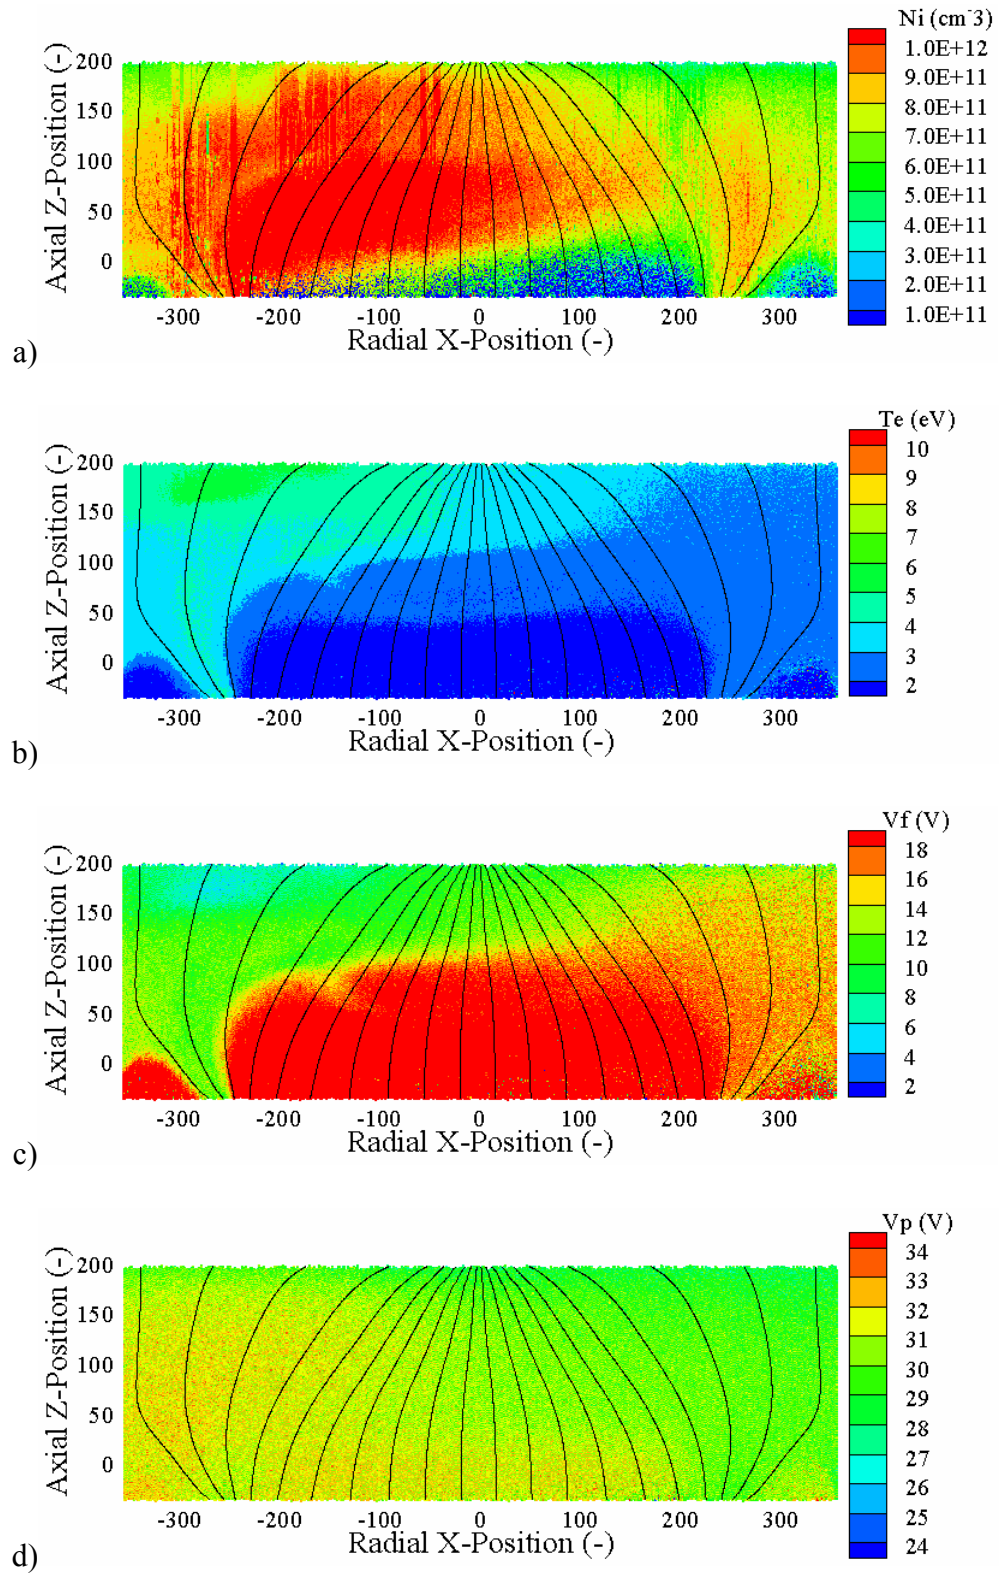 Ni (cm-3)
1.0E+12
9.0E+11
8.0E+11
7.0E+11
6.0E+11
5.0E+11
4.0E+11
3.0E+11
2.0E+11
1.0E+11
Axial Z-Position (-)
200
150
100
50
0
-300 -200 -100 0 100 200 300
Radial X-Position (-)
a)
Te (eV)
10
9
8
7
6
5
4
3
2
Axial Z-Position (-)
200
150
100
50
0
-300 -200 -100 0 100 200 300
Radial X-Position (-)
b)
Vf (V)
18
16
14
12
10
8
6
4
2
Axial Z-Position (-)
200
150
100
50
0
-300 -200 -100 0 100 200 300
Radial X-Position (-)
c)
Vp (V)
34
33
32
31
30
29
28
27
26
25
24
Axial Z-Position (-)
200
150
100
50
0
-300 -200 -100 0 100 200 300
Radial X-Position (-)
d)